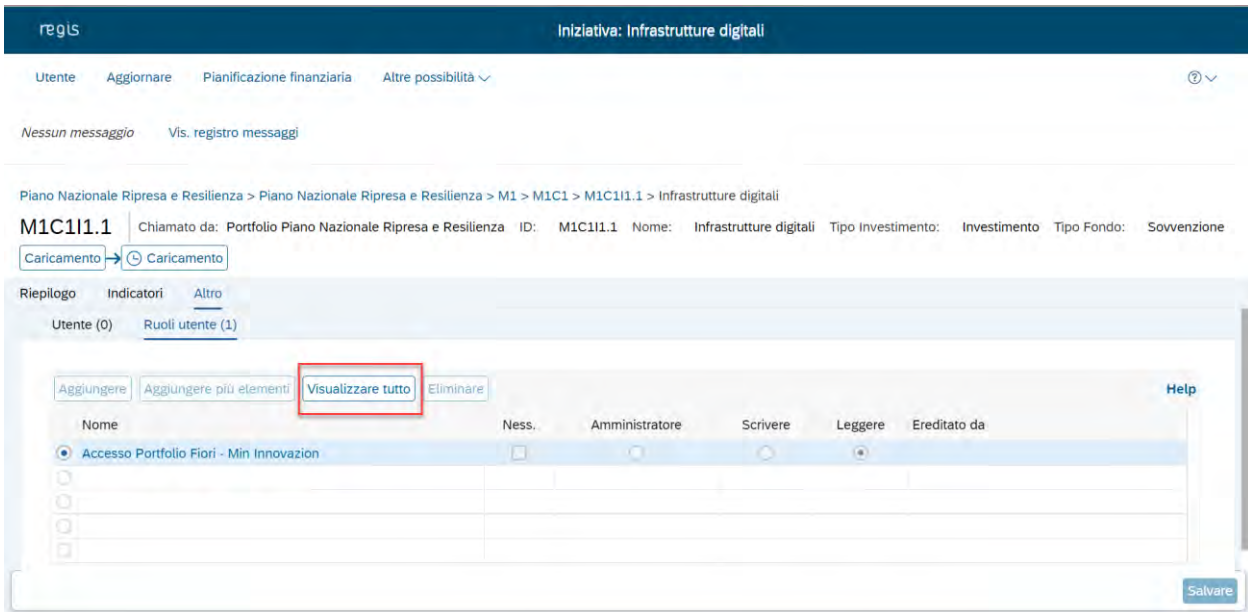 regis Iniziativa: Infrastrutture digitali
Utente Aggiornare Pianificazione finanziaria Altre possibilità
Nessun messaggio Vis. registro messaggi
Piano Nazionale Ripresa e Resilienza > Piano Nazionale Ripresa e Resilienza > M1 > M1C1 > M1C1I1.1 > Infrastrutture digitali
M1C1I1.1 Chiamato da: Portfolio Piano Nazionale Ripresa e Resilienza ID: M1C1I1.1 Nome: Infrastrutture digitali Tipo Investimento: Investimento Tipo Fondo: Sovvenzione
Caricamento → Caricamento
Riepilogo Indicatori Altro
Utente (0) Ruoli utente (1)
Aggiungere Aggiungere più elementi Visualizzare tutto Eliminare Help
Nome Ness. Amministratore Scrivere Leggere Ereditato da
Accesso Portfolio Fiori - Min Innovazion
Salvare